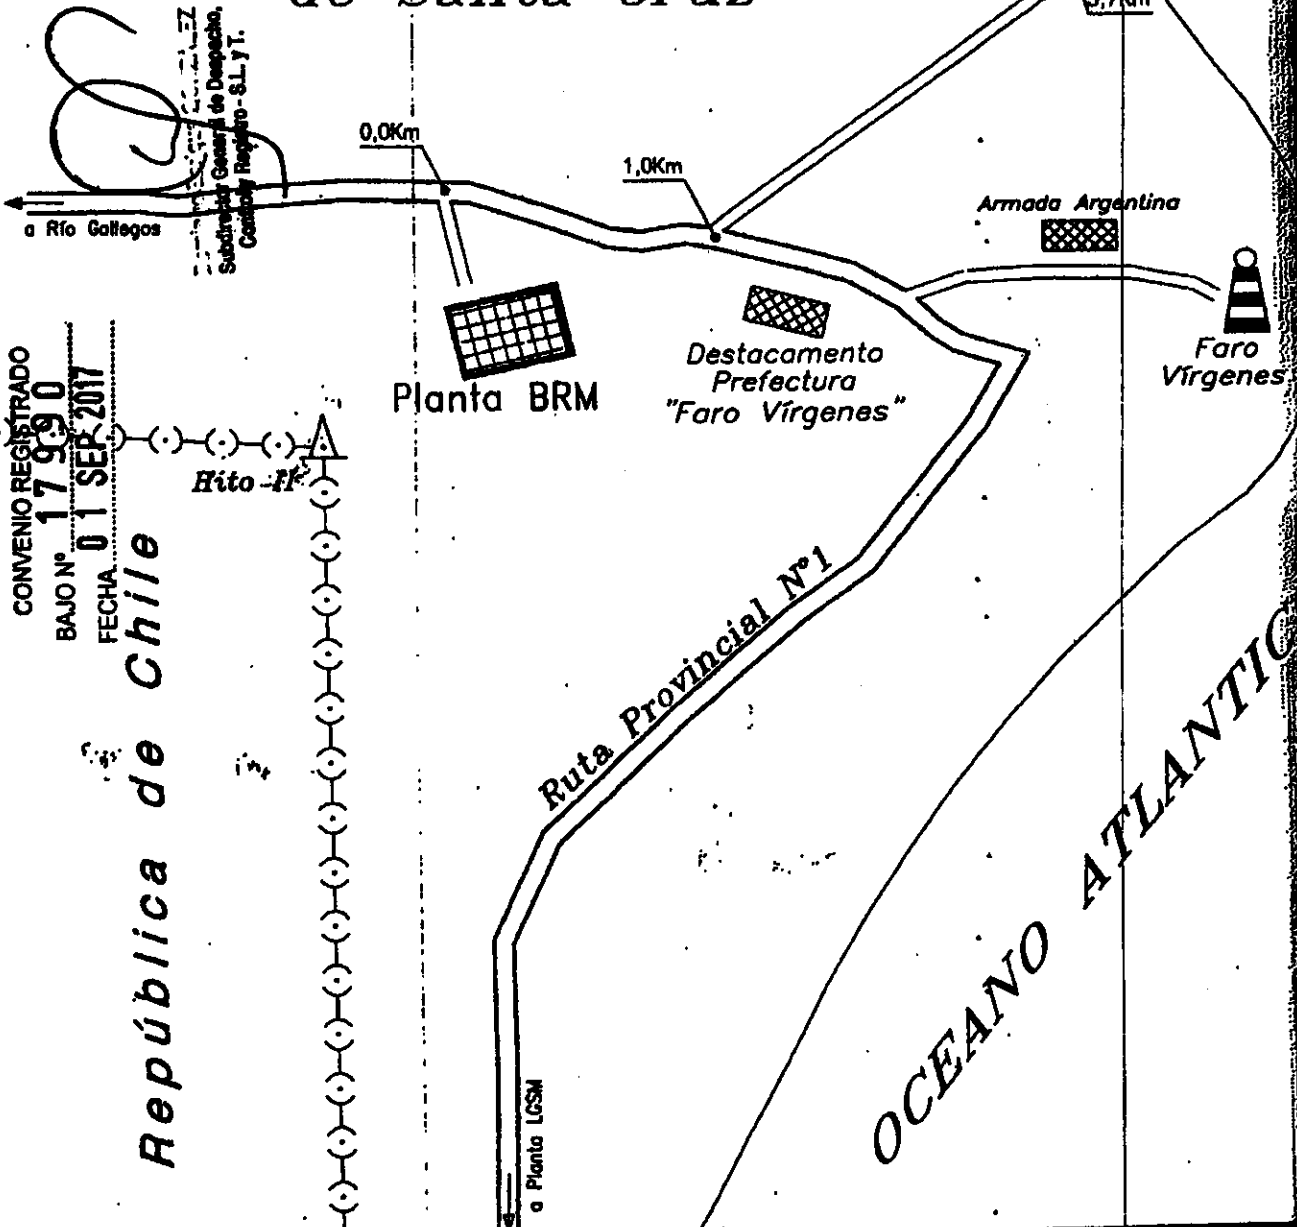 de Santa Cruz
Subdirector General de Despacho,
Control y Registro - S.L. y T.
0,0Km
1,0Km
a Río Gallegos
Armada Argentina
Faro
Vírgenes
Destacamento
Prefectura
"Faro Vírgenes"
Planta BRM
CONVENIO REGISTRADO
BAJO Nº 17990
FECHA 01 SEP 2017
Hito
República de Chile
Ruta Provincial Nº1
OCEANO ATLANTIC
a Planta LCSM